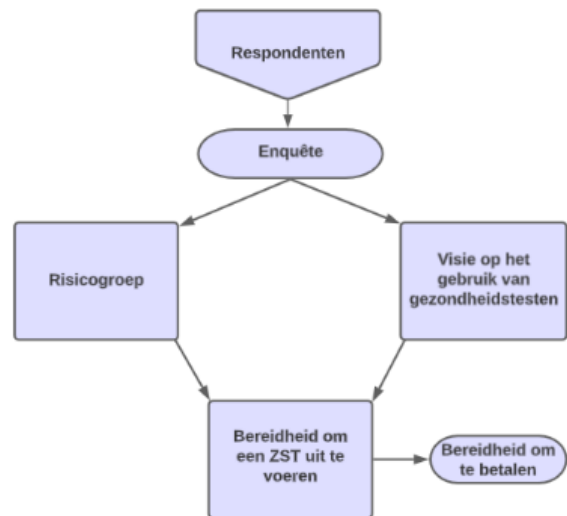 Respondenten
Enquête
Risicogroep
Visie op het
gebruik van
gezondheidstesten
Bereidheid om
een ZST uit te
voeren
Bereidheid om
te betalen